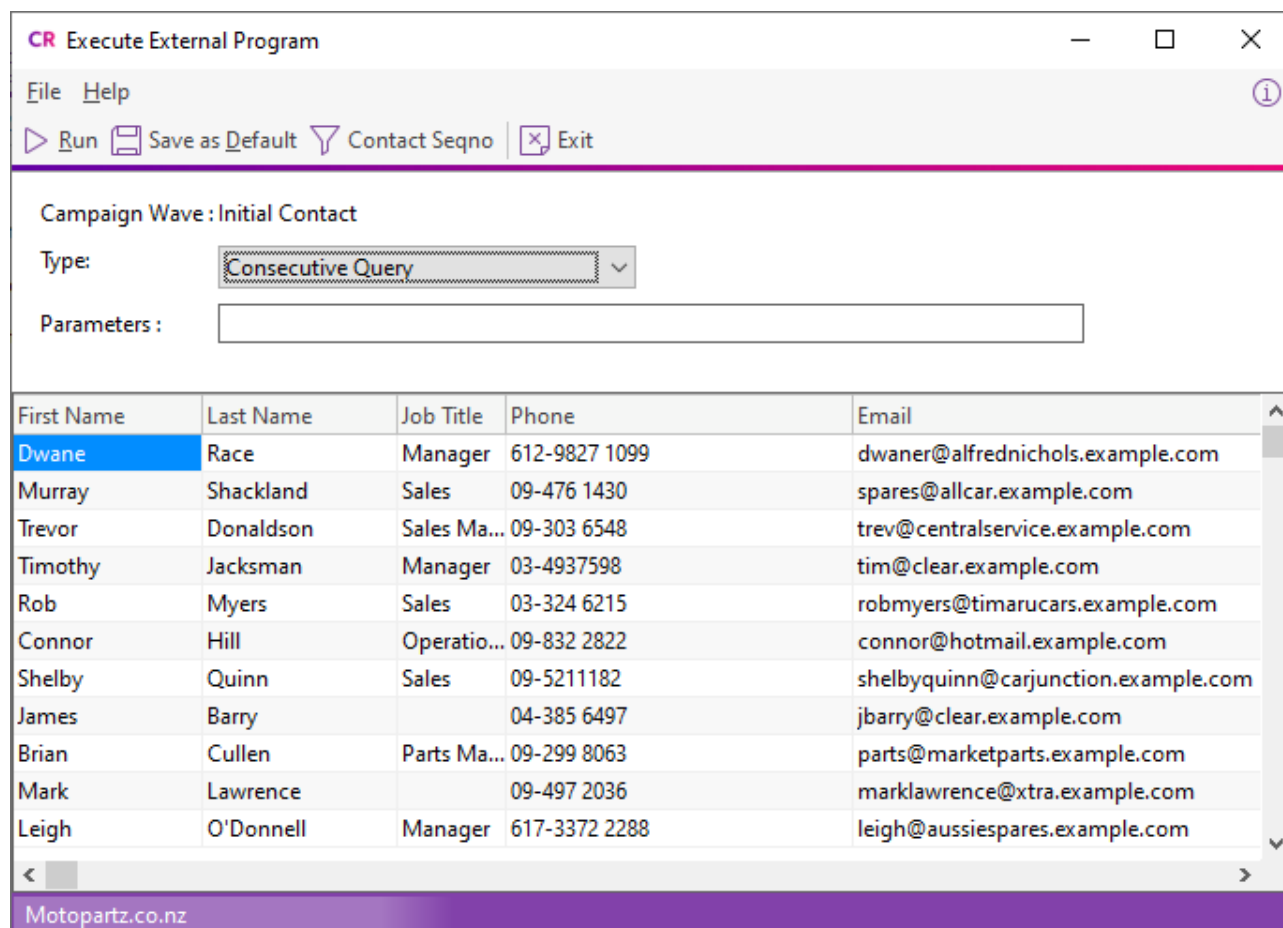 CR Execute External Program
File Help
Run Save as Default Contact Seqno Exit
Campaign Wave : Initial Contact
Type: Consecutive Query
Parameters :
First Name Last Name Job Title Phone Email
Dwane Race Manager 612-9827 1099 dwaner@alfrednichols.example.com
Murray Shackland Sales 09-476 1430 spares@allcar.example.com
Trevor Donaldson Sales Ma... 09-303 6548 trev@centralservice.example.com
Timothy Jacksman Manager 03-4937598 tim@clear.example.com
Rob Myers Sales 03-324 6215 robmyers@timarucars.example.com
Connor Hill Operatio... 09-832 2822 connor@hotmail.example.com
Shelby Quinn Sales 09-5211182 shelbyquinn@carjunction.example.com
James Barry 04-385 6497 jbarry@clear.example.com
Brian Cullen Parts Ma... 09-299 8063 parts@marketparts.example.com
Mark Lawrence 09-497 2036 marklawrence@xtra.example.com
Leigh O'Donnell Manager 617-3372 2288 leigh@aussiespares.example.com
Motopartz.co.nz